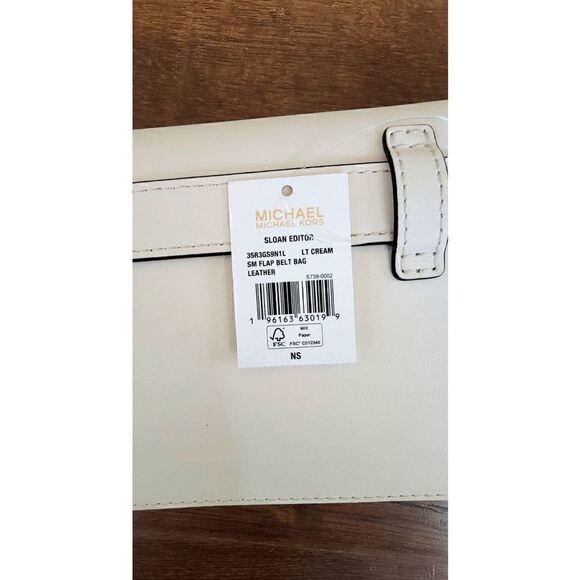 MICHAEL
MICHAEL KORS
SLOAN EDITOR
35R3GS9N1L LT CREAM
SM FLAP BELT BAG
LEATHER
S739-0002
1 96163 63019 9
FSC
MIX
Paper
FSC® C012345
NS